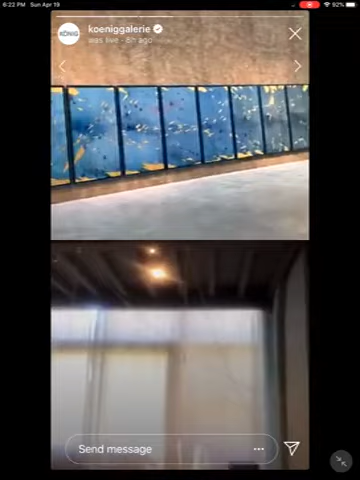 6:22 PM Sun Apr 19
92%
KÖNIG
koeniggalerie
was live · 6h ago
Send message